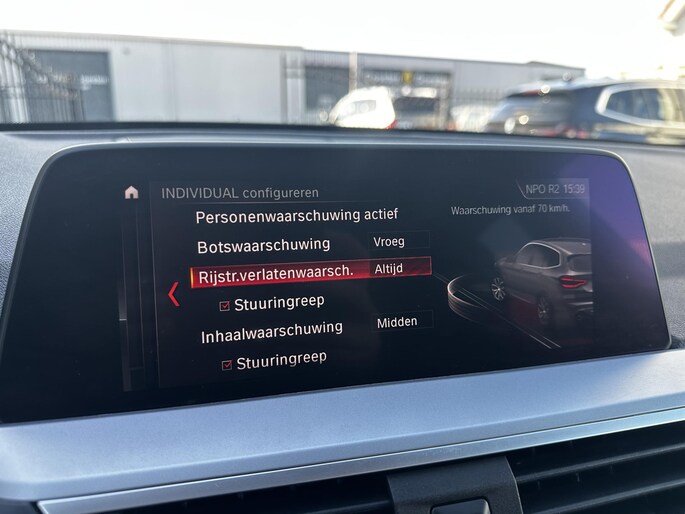 INDIVIDUAL configureren
NPO R2 15:39
Personenwaarschuwing actief
Waarschuwing vanaf 70 km/h.
Botswaarschuwing Vroeg
Rijstr.verlatenwaarsch. Altijd
Stuuringreep
Inhaalwaarschuwing Midden
Stuuringreep